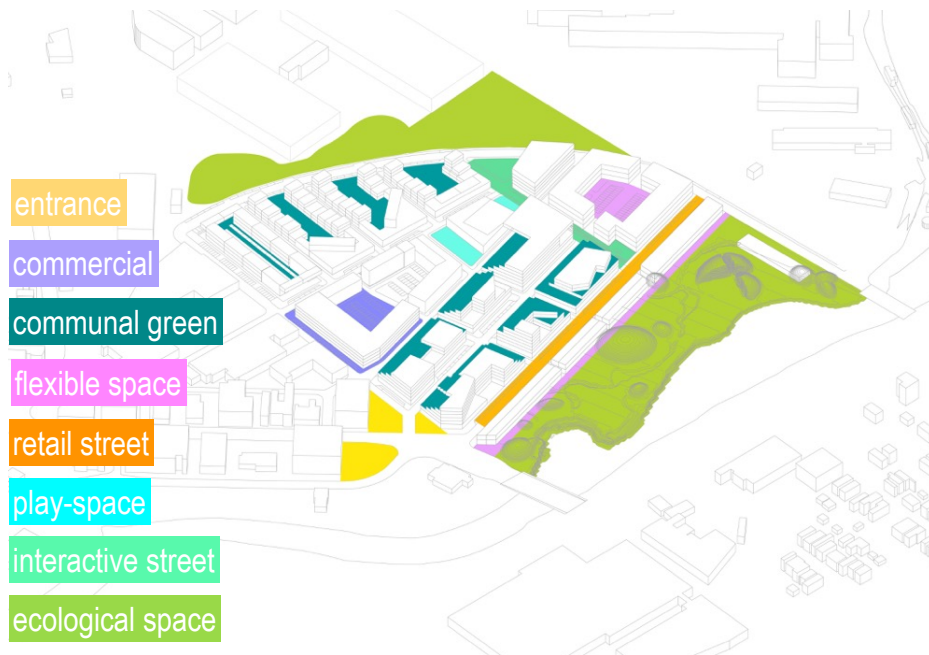 entrance
commercial
communal green
flexible space
retail street
play-space
interactive street
ecological space